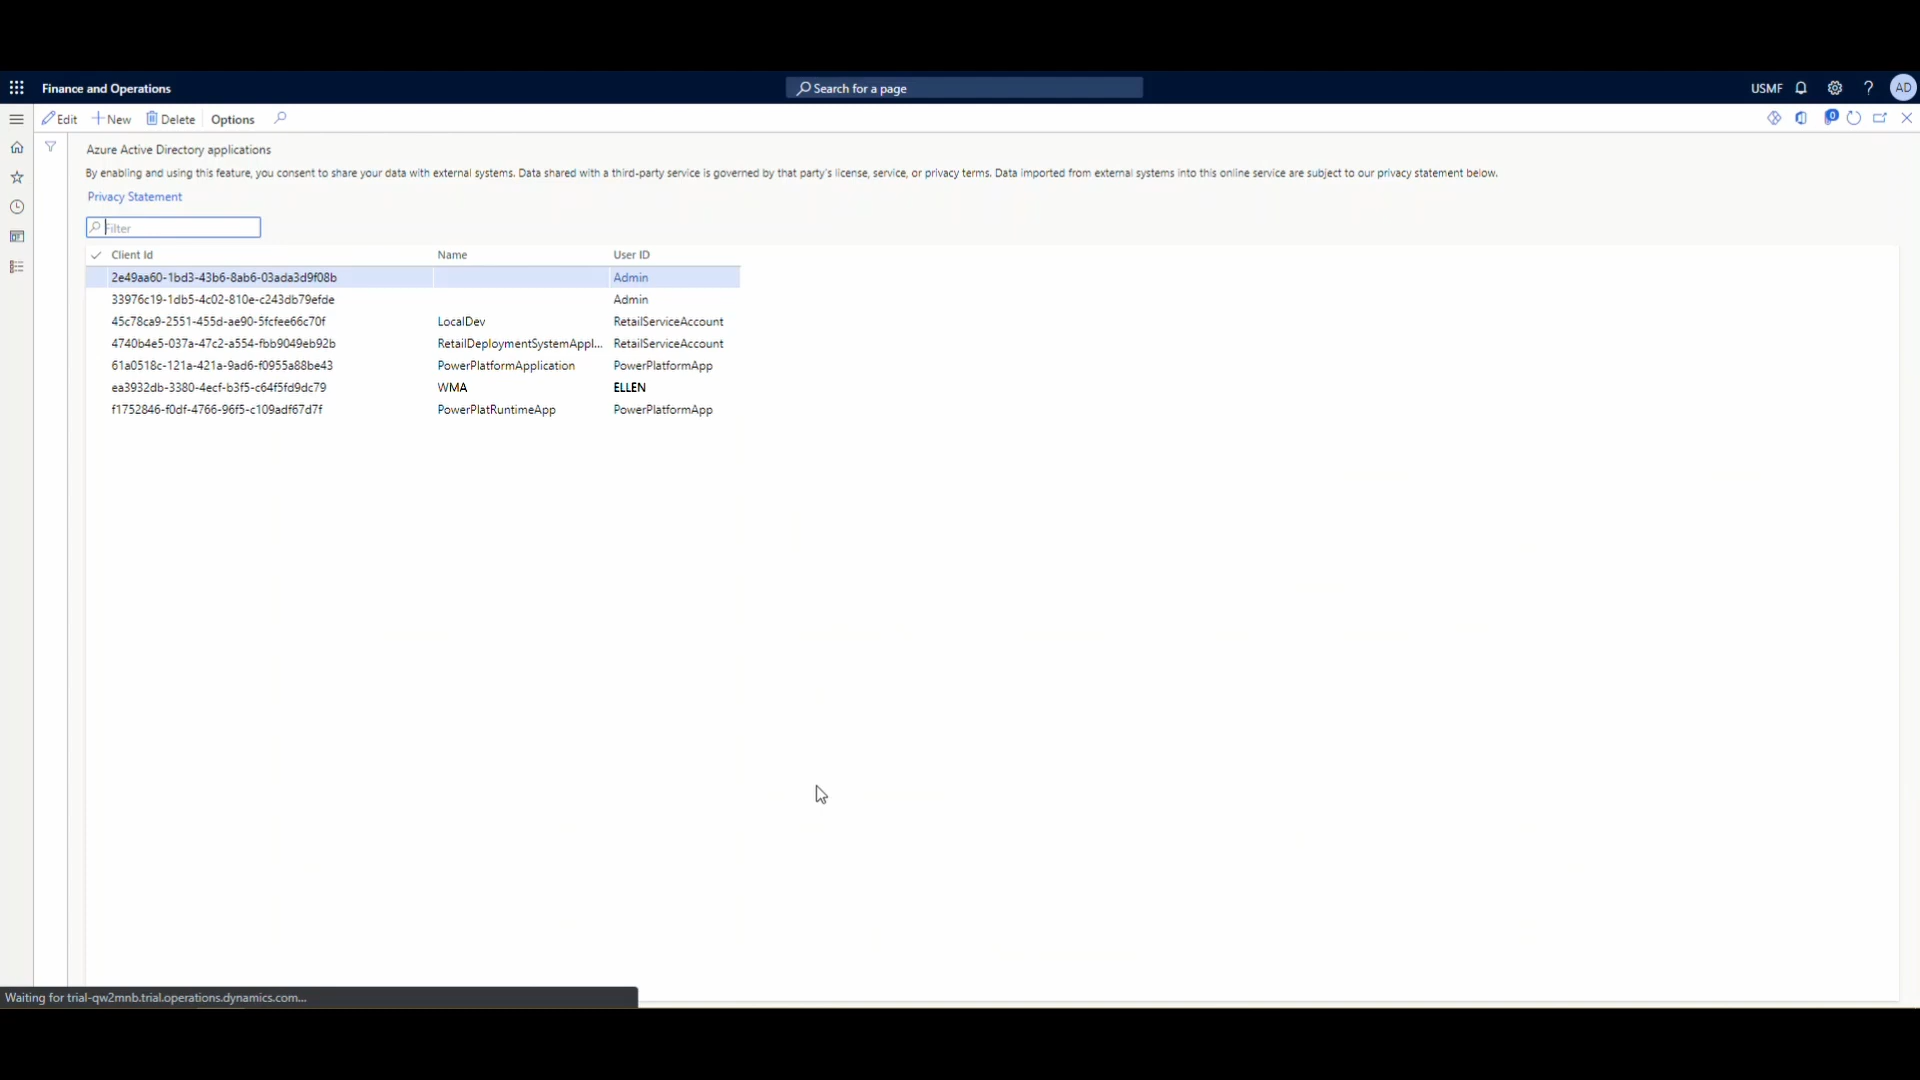 Finance and Operations
Search for a page
USMF
AD
Edit
New
Delete
Options
0
Azure Active Directory applications
By enabling and using this feature, you consent to share your data with external systems. Data shared with a third-party service is governed by that party's license, service, or privacy terms. Data imported from external systems into this online service are subject to our privacy statement below.
Privacy Statement
Filter
Client Id Name User ID
2e49aa60-1bd3-43b6-8ab6-03ada3d9f08b Admin
33976c19-1db5-4c02-810e-c243db79efde Admin
45c78ca9-2551-455d-ae90-5fcfee66c70f LocalDev RetailServiceAccount
4740b4e5-037a-47c2-a554-fbb9049eb92b RetailDeploymentSystemAppl... RetailServiceAccount
61a0518c-121a-421a-9ad6-f0955a88be43 PowerPlatformApplication PowerPlatformApp
ea3932db-3380-4ecf-b3f5-c64f5fd9dc79 WMA ELLEN
f1752846-f0df-4766-96f5-c109adf67d7f PowerPlatRuntimeApp PowerPlatformApp
Waiting for trial-qw2mnb.trial.operations.dynamics.com...